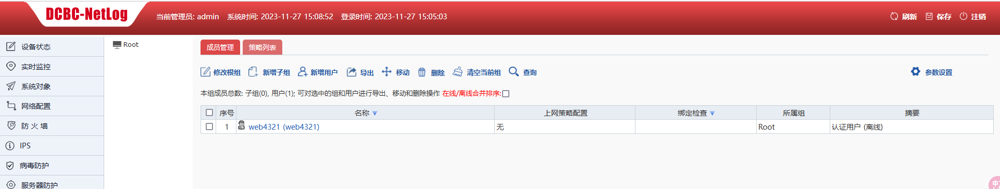 DCBC-NetLog 当前管理员: admin 系统时间: 2023-11-27 15:08:52 登录时间: 2023-11-27 15:05:03 刷新 保存 注销
设备状态
实时监控
系统对象
网络配置
防 火 墙
IPS
病毒防护
服务器防护
Root
成员管理 策略列表
修改根组 新增子组 新增用户 导出 移动 删除 清空当前组 查询 参数设置
本组成员总数: 子组(0), 用户(1); 可对选中的组和用户进行导出、移动和删除操作 在线/离线合并排序:
序号 名称 上网策略配置 绑定检查 所属组 摘要
1 web4321 (web4321) 无 Root 认证用户 (离线)
中